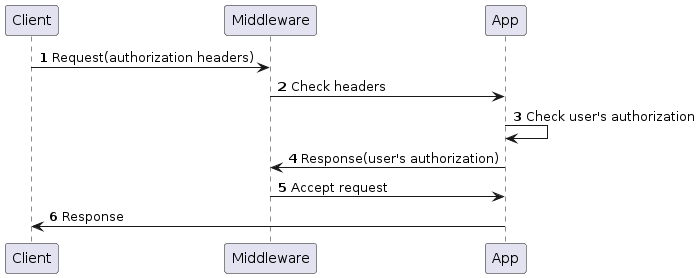 Client Middleware App
1 Request(authorization headers)
2 Check headers
3 Check user's authorization
4 Response(user's authorization)
5 Accept request
6 Response
Client Middleware App